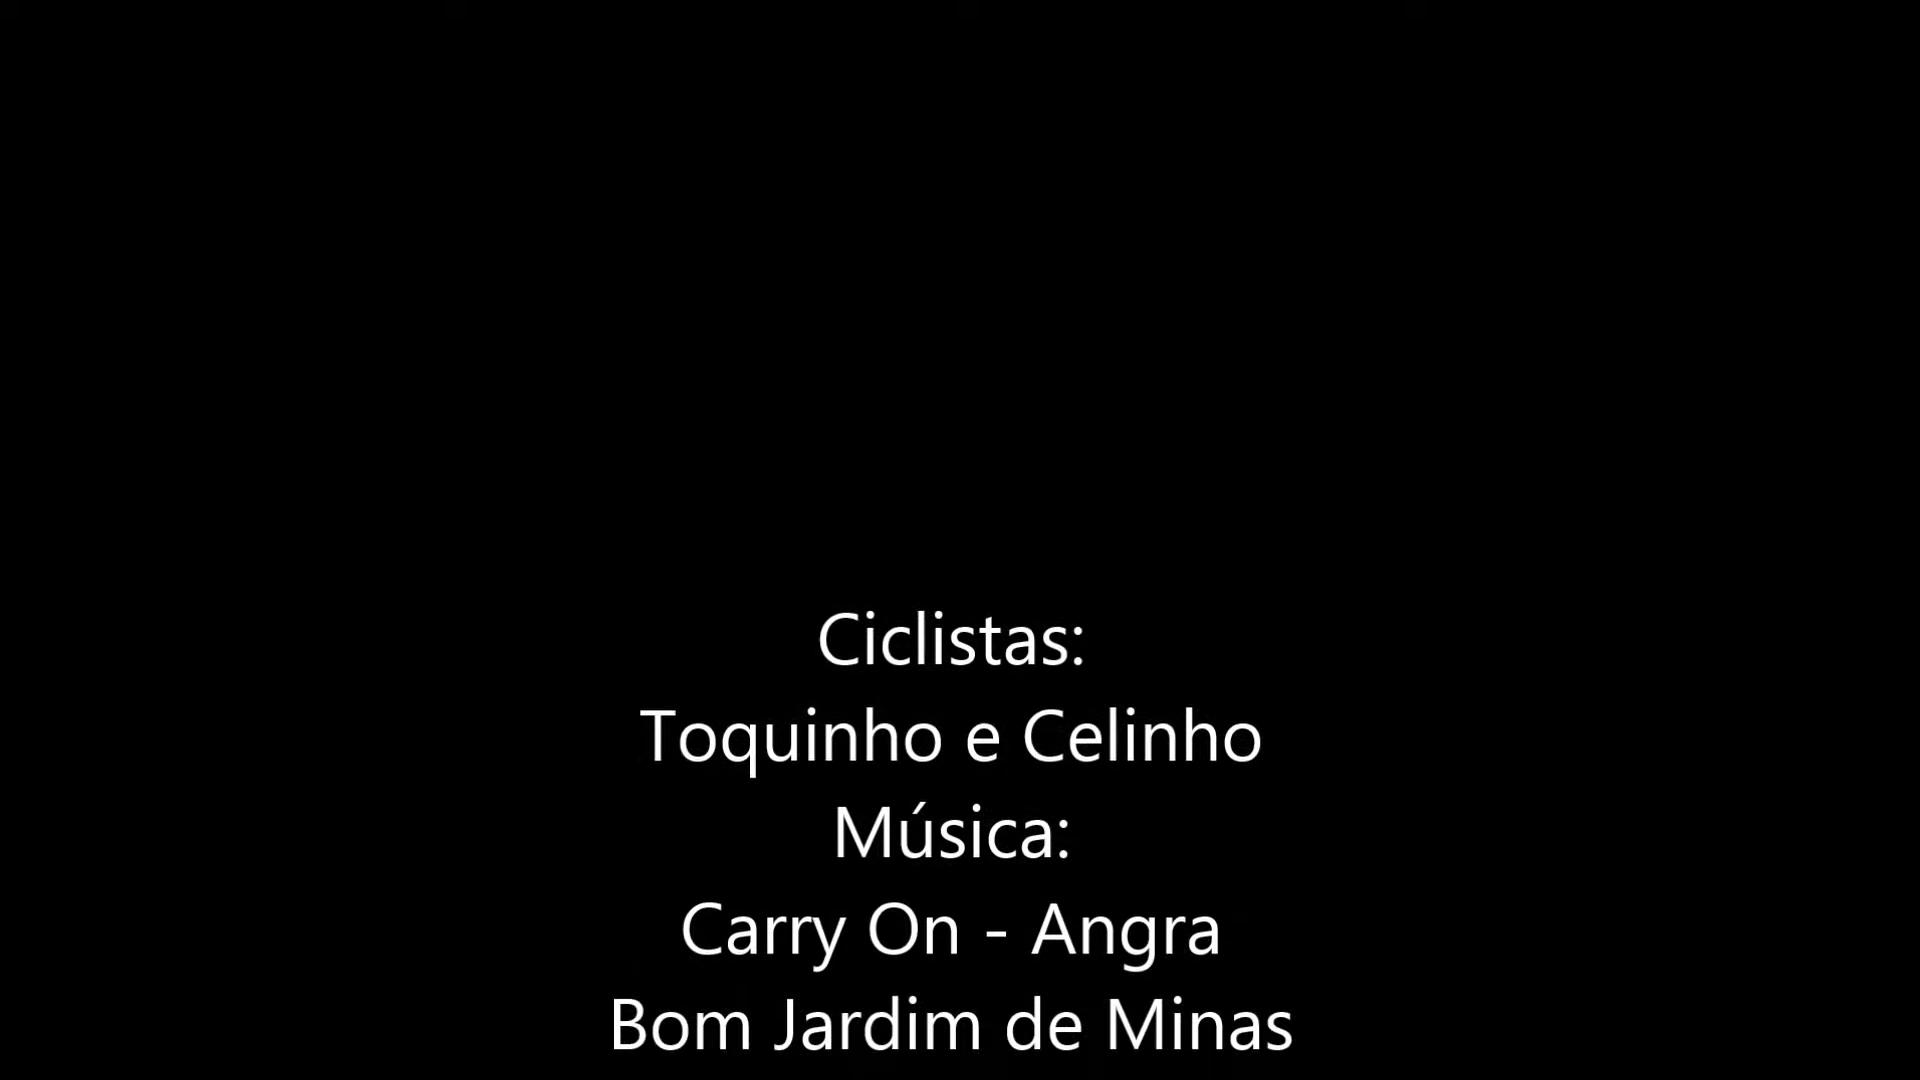 Ciclistas:
Toquinho e Celinho
Música:
Carry On - Angra
Bom Jardim de Minas